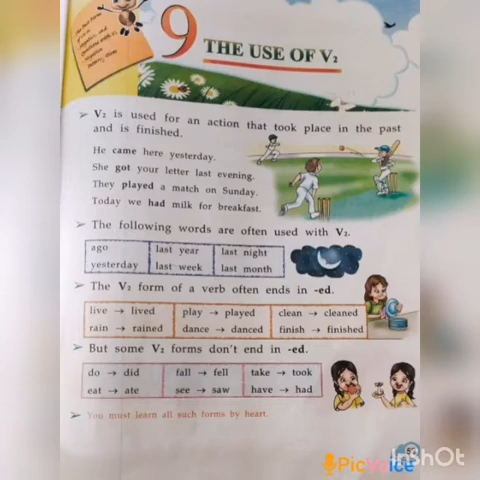 9
THE USE OF V₂
➢ V₂ is used for an action that took place in the past
and is finished.
He came here yesterday.
She got your letter last evening.
They played a match on Sunday.
Today we had milk for breakfast.
➢ The following words are often used with V₂.
ago last year last night
yesterday last week last month
➢ The V₂ form of a verb often ends in -ed.
live → lived play → played clean → cleaned
rain → rained dance → danced finish → finished
➢ But some V₂ forms don't end in -ed.
do → did fall → fell take → took
eat → ate see → saw have → had
➢ You must learn all such forms by heart.
InShOt
PicVoice